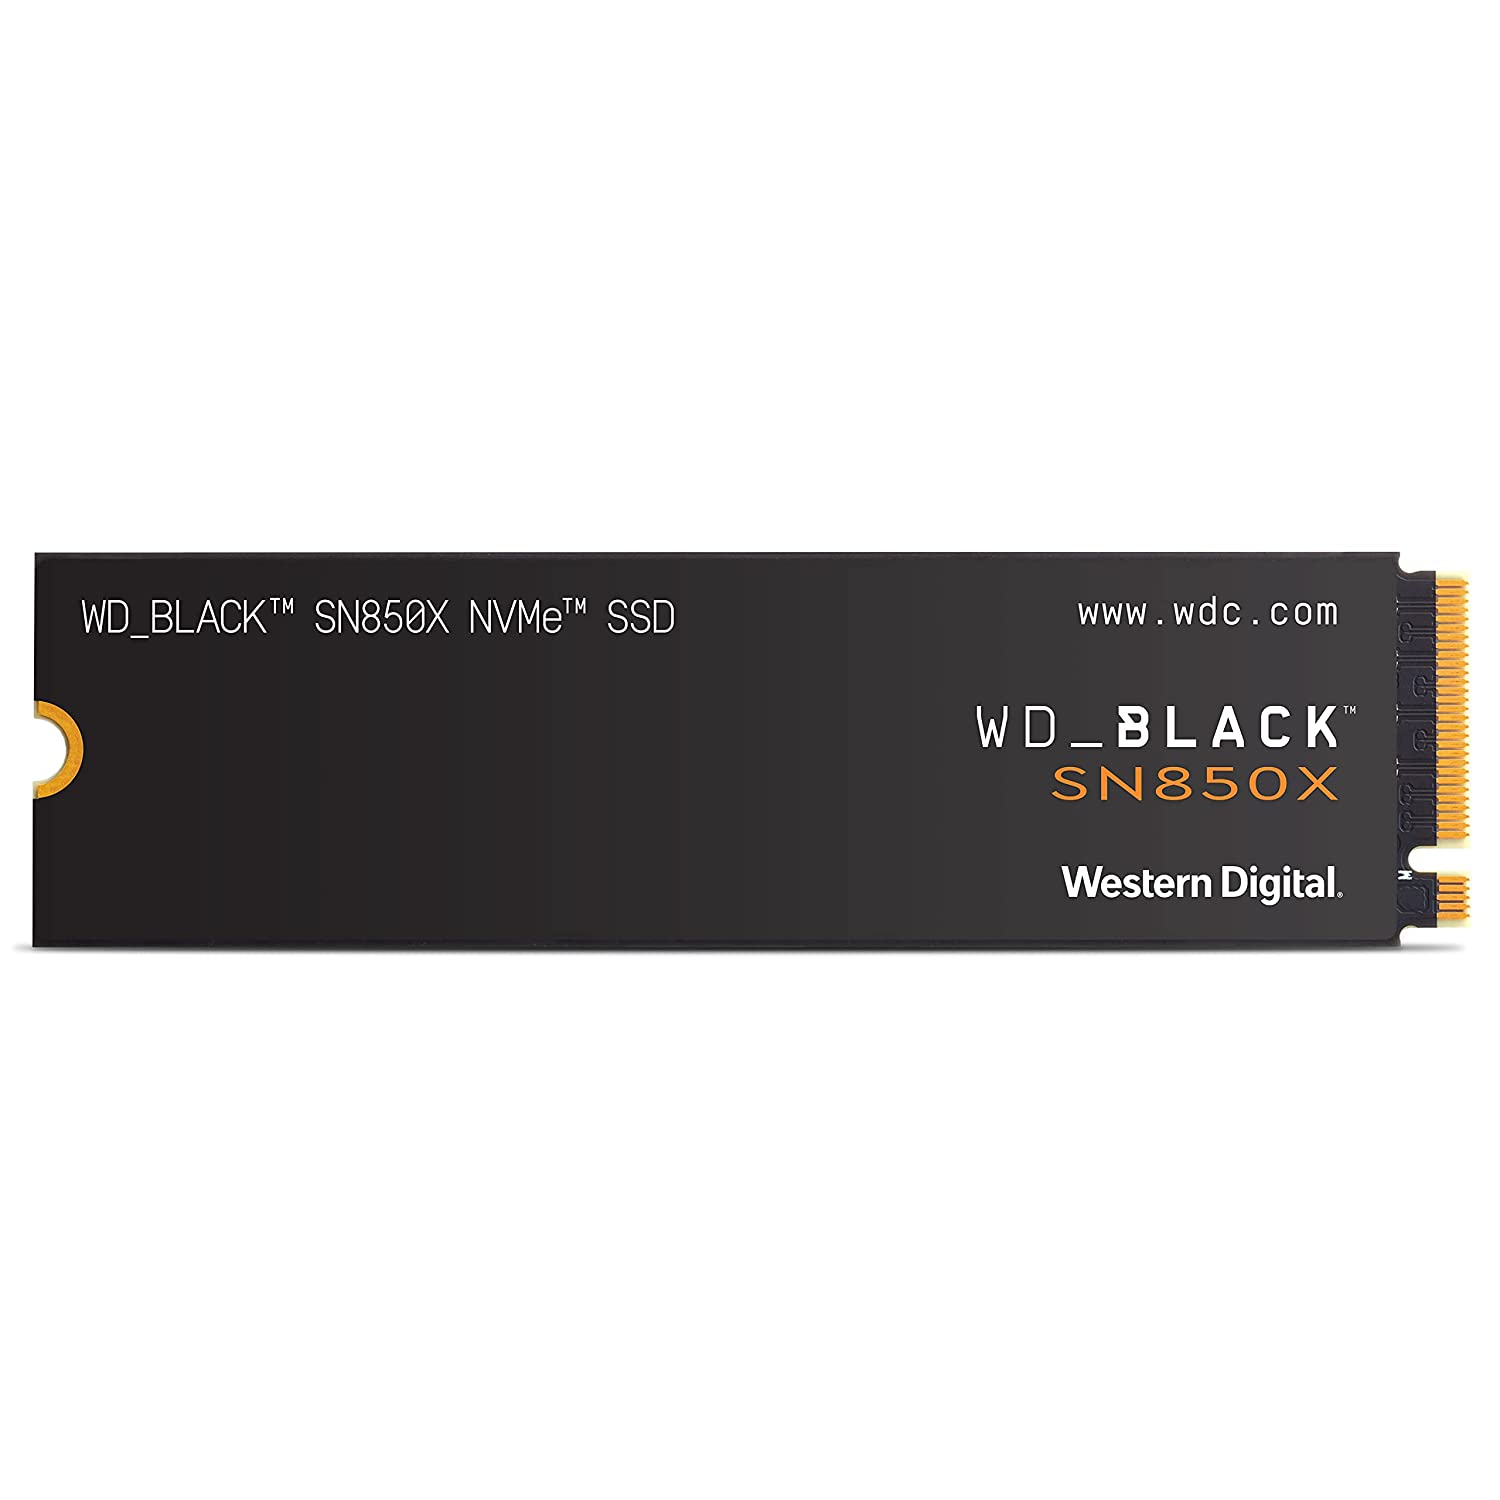 WD_BLACK™ SN850X NVMe™ SSD
www.wdc.com
WD_BLACK™
SN850X
Western Digital®
M